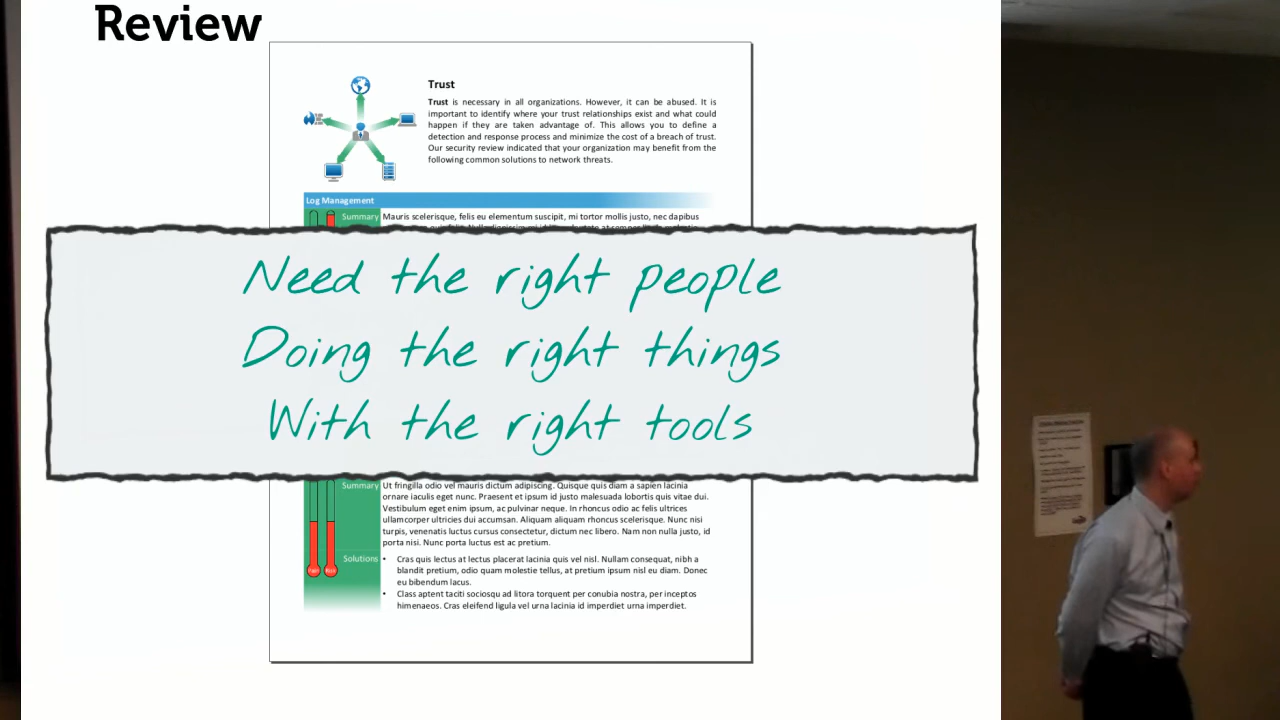 Review
Trust
Trust is necessary in all organizations. However, it can be abused. It is
important to identify where your trust relationships exist and what could
happen if they are taken advantage of. This allows you to define a
detection and response process and minimize the cost of a breach of trust.
Our security review indicated that your organization may benefit from the
following common solutions to network threats.
Log Management
Summary
Mauris scelerisque, felis eu elementum suscipit, mi tortor mollis justo, nec dapibus
Need the right people
Doing the right things
With the right tools
Summary
Ut fringilla odio vel mauris dictum adipiscing. Quisque quis diam a sapien lacinia
ornare iaculis eget nunc. Praesent et ipsum id justo malesuada lobortis quis vitae dui.
Vestibulum eget enim ipsum, ac pulvinar neque. In rhoncus odio ac felis ultrices
ullamcorper ultricies dui accumsan. Aliquam aliquam rhoncus scelerisque. Nunc nisi
turpis, venenatis luctus cursus consectetur, dictum nec libero. Nam non nulla justo, id
porta nisi. Nunc porta luctus est ac pretium.
Solutions
• Cras quis lectus at lectus placerat lacinia quis vel nisl. Nullam consequat, nibh a
blandit pretium, odio quam molestie tellus, at pretium ipsum nisl eu diam. Donec
eu bibendum lacus.
• Class aptent taciti sociosqu ad litora torquent per conubia nostra, per inceptos
himenaeos. Cras eleifend ligula vel urna lacinia id imperdiet urna imperdiet.